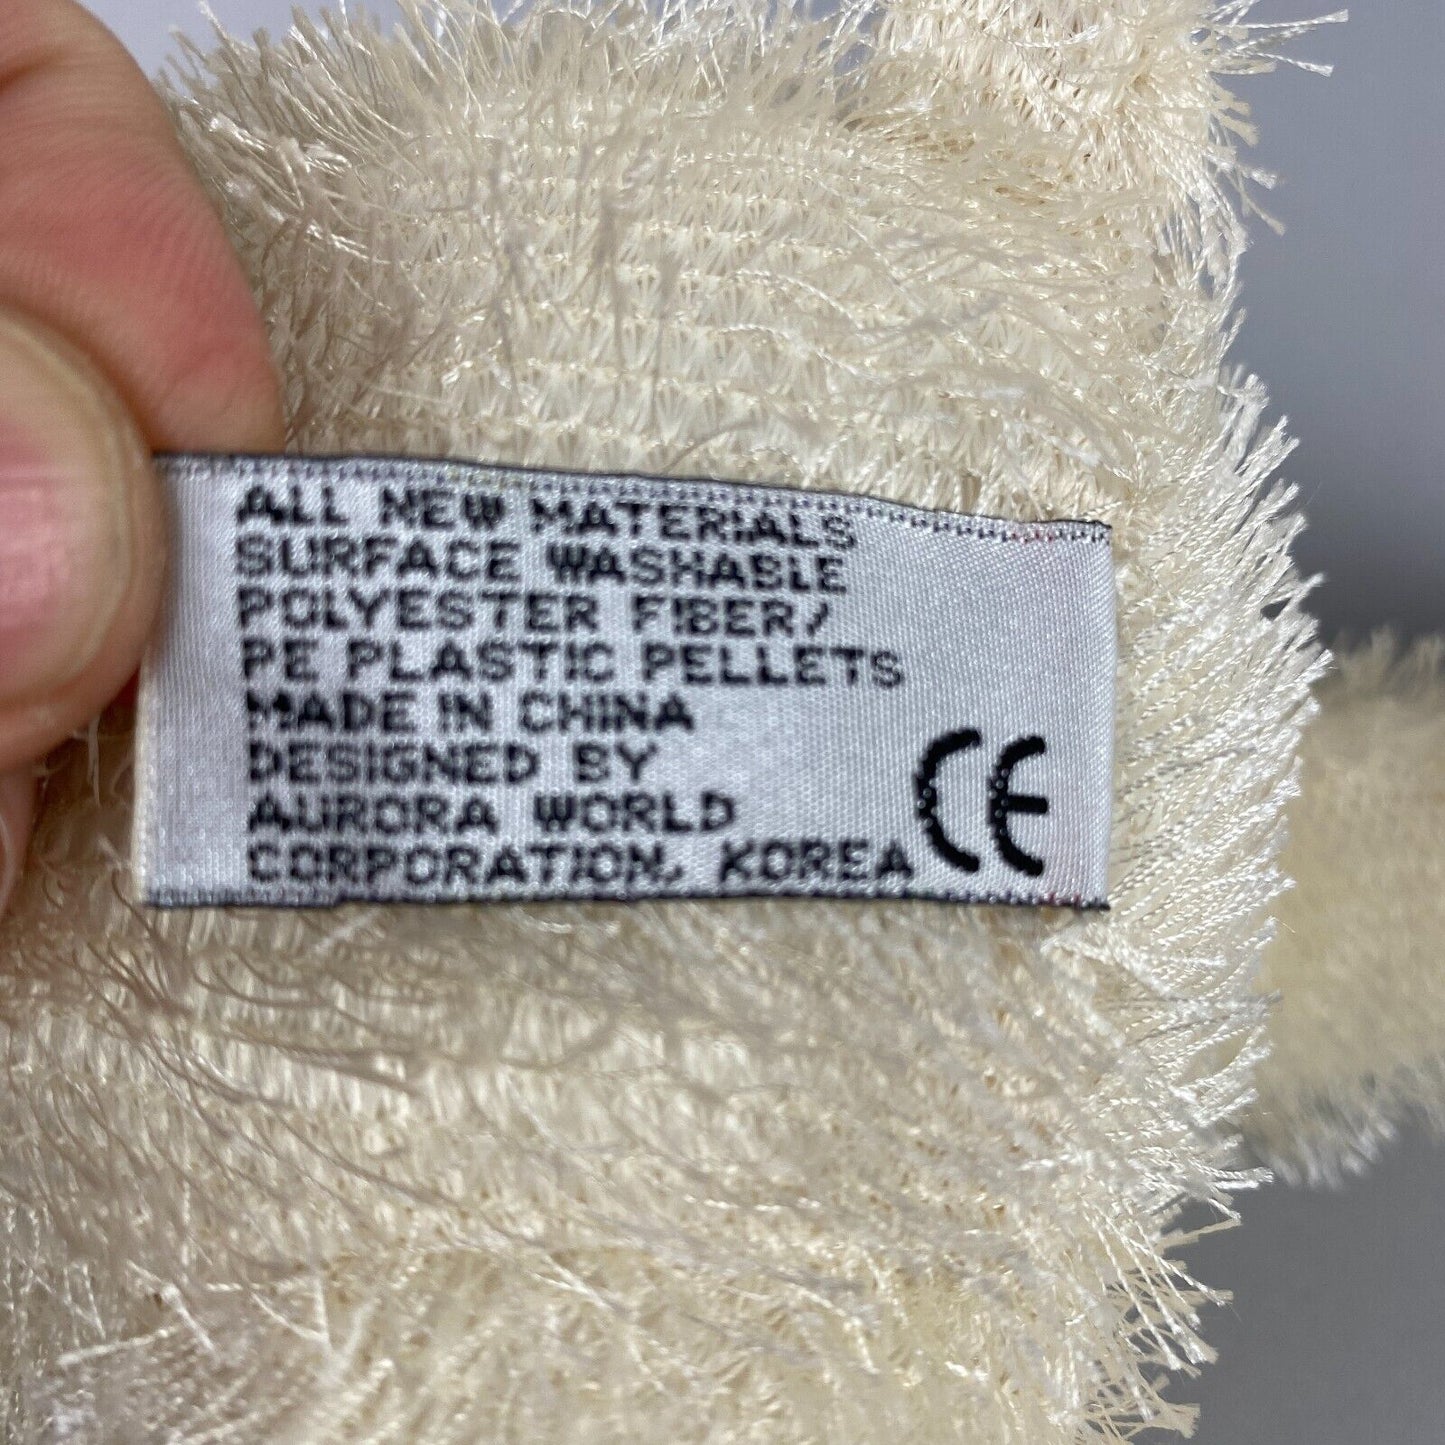 ALL NEW MATERIALS
SURFACE WASHABLE
POLYESTER FIBER/
PE PLASTIC PELLETS
MADE IN CHINA
DESIGNED BY
AURORA WORLD
CORPORATION, KOREA
CE